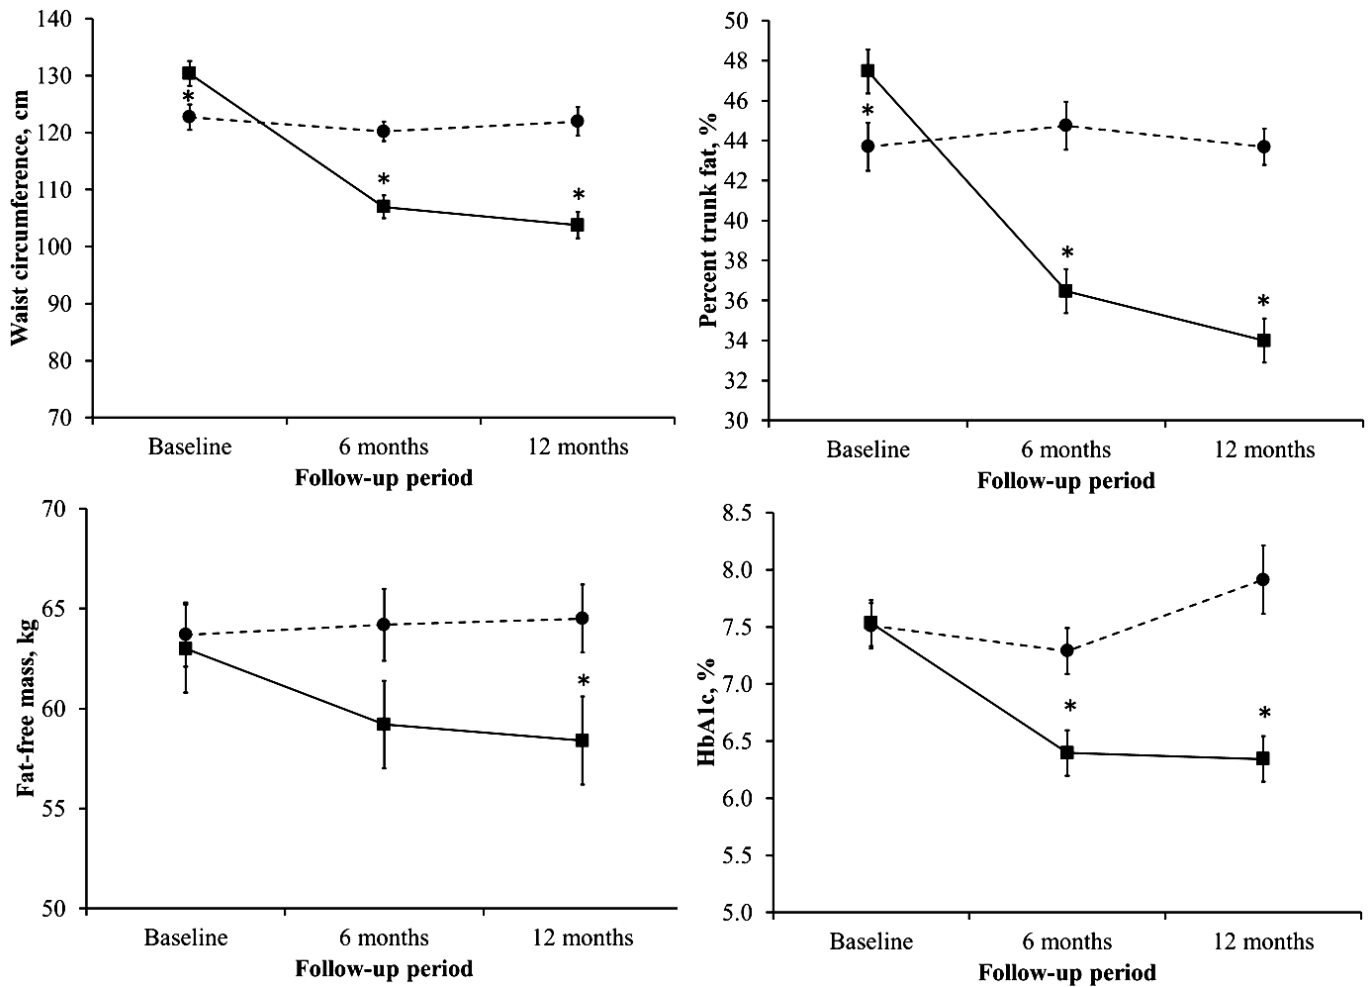 Waist circumference, cm
140
130
120
110
100
90
80
70
*
*
*
Baseline
6 months
12 months
Follow-up period
Percent trunk fat, %
50
48
46
44
42
40
38
36
34
32
30
*
*
*
Baseline
6 months
12 months
Follow-up period
Fat-free mass, kg
70
65
60
55
50
*
Baseline
6 months
12 months
Follow-up period
HbA1c, %
8.5
8.0
7.5
7.0
6.5
6.0
5.5
5.0
*
*
Baseline
6 months
12 months
Follow-up period